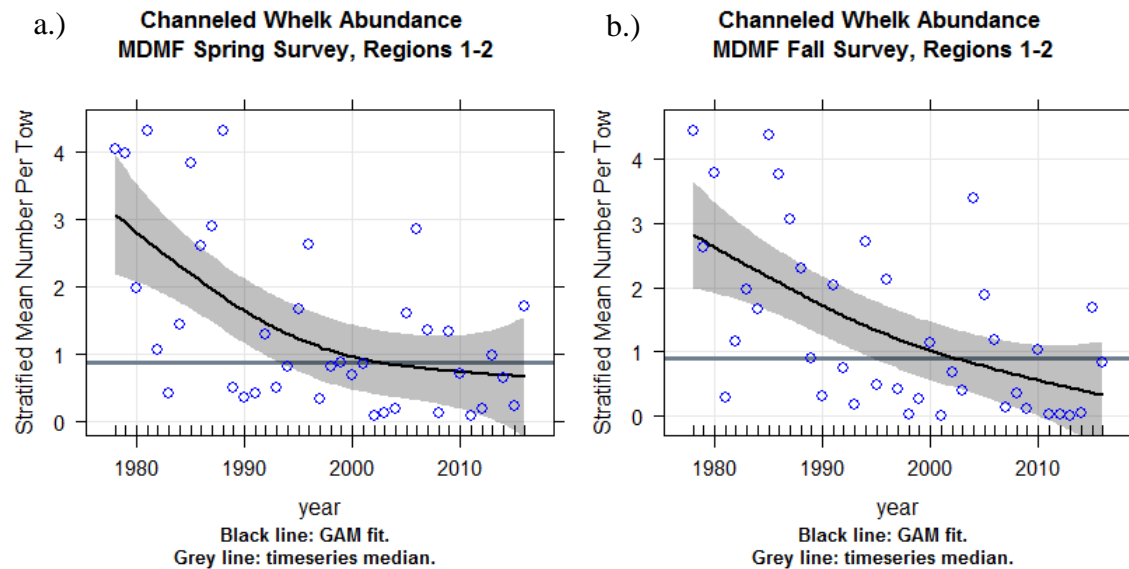 a.)
Channeled Whelk Abundance
MDMF Spring Survey, Regions 1-2
Stratified Mean Number Per Tow
4
3
2
1
0
1980 1990 2000 2010
year
Black line: GAM fit.
Grey line: timeseries median.
b.)
Channeled Whelk Abundance
MDMF Fall Survey, Regions 1-2
Stratified Mean Number Per Tow
4
3
2
1
0
1980 1990 2000 2010
year
Black line: GAM fit.
Grey line: timeseries median.